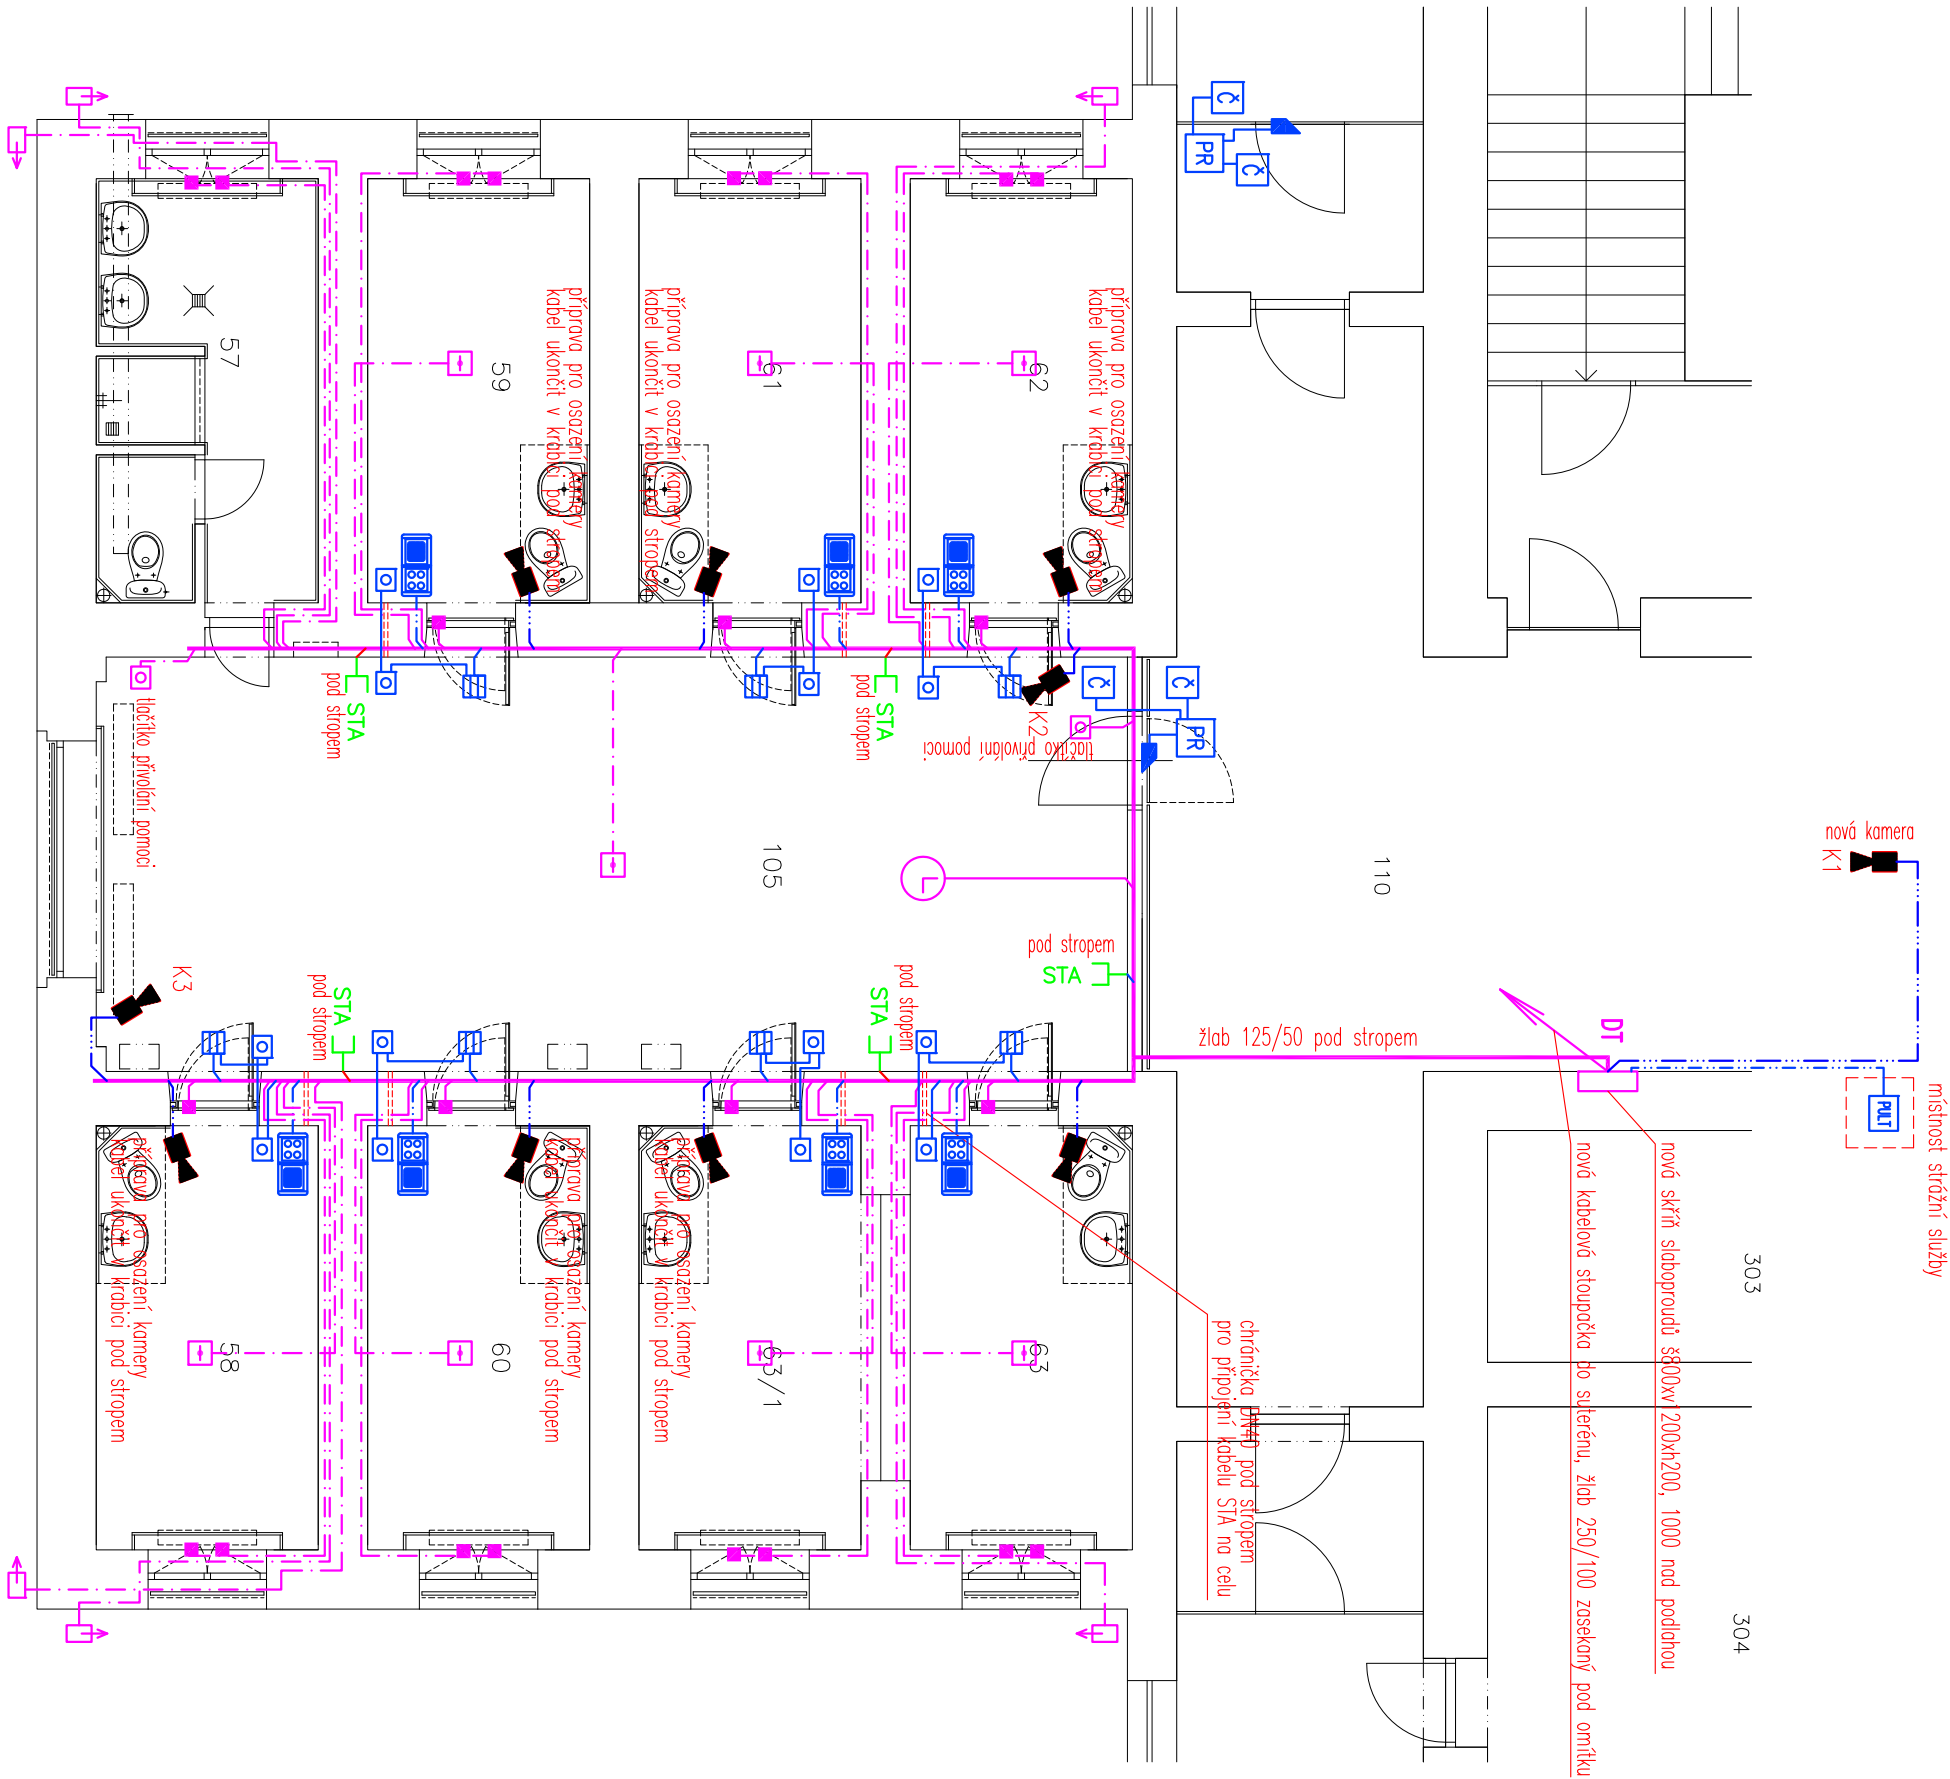 Č
PR
Č
příprava pro osazení kamery
kabel ukončit v krabici pod stropem
příprava pro osazení kamery
kabel ukončit v krabici pod stropem
příprava pro osazení kamery
kabel ukončit v krabici pod stropem
57
59
61
62
STA
pod stropem
STA
pod stropem
K2
tlačítko přivolání pomoci
Č
Č
PR
tlačítko přivolání pomoci
105
L
110
nová kamera
K1
K3
pod stropem
STA
STA
pod stropem
STA
pod stropem
žlab 125/50 pod stropem
DT
PULT
místnost strážní služby
nová skříň slaboproudů š800xv1200xh200, 1000 nad podlahou
nová kabelová stoupačka do suterénu, žlab 250/100 zasekaný pod omítku
příprava pro osazení kamery
kabel ukončit v krabici pod stropem
příprava pro osazení kamery
kabel ukončit v krabici pod stropem
příprava pro osazení kamery
kabel ukončit v krabici pod stropem
58
60
63/1
63
chránička DN40 pod stropem
pro připojení kabelu STA na celu
303
304